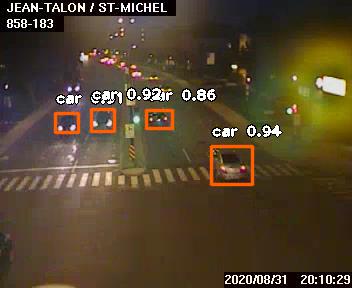 JEAN-TALON / ST-MICHEL
858-183
car 0.92
car 0.86
car 0.94
2020/08/31 20:10:29